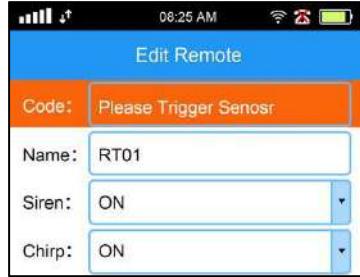 08:25 AM
Edit Remote
Code: Please Trigger Senosr
Name: RT01
Siren: ON
Chirp: ON